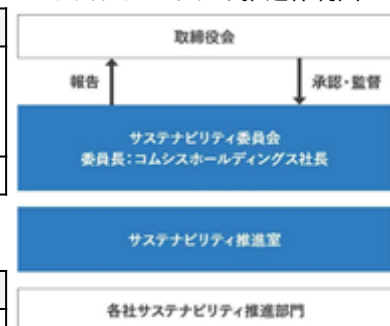 取締役会
報告
承認・監督
サステナビリティ委員会
委員長：コムシスホールディングス社長
サステナビリティ推進室
各社サステナビリティ推進部門